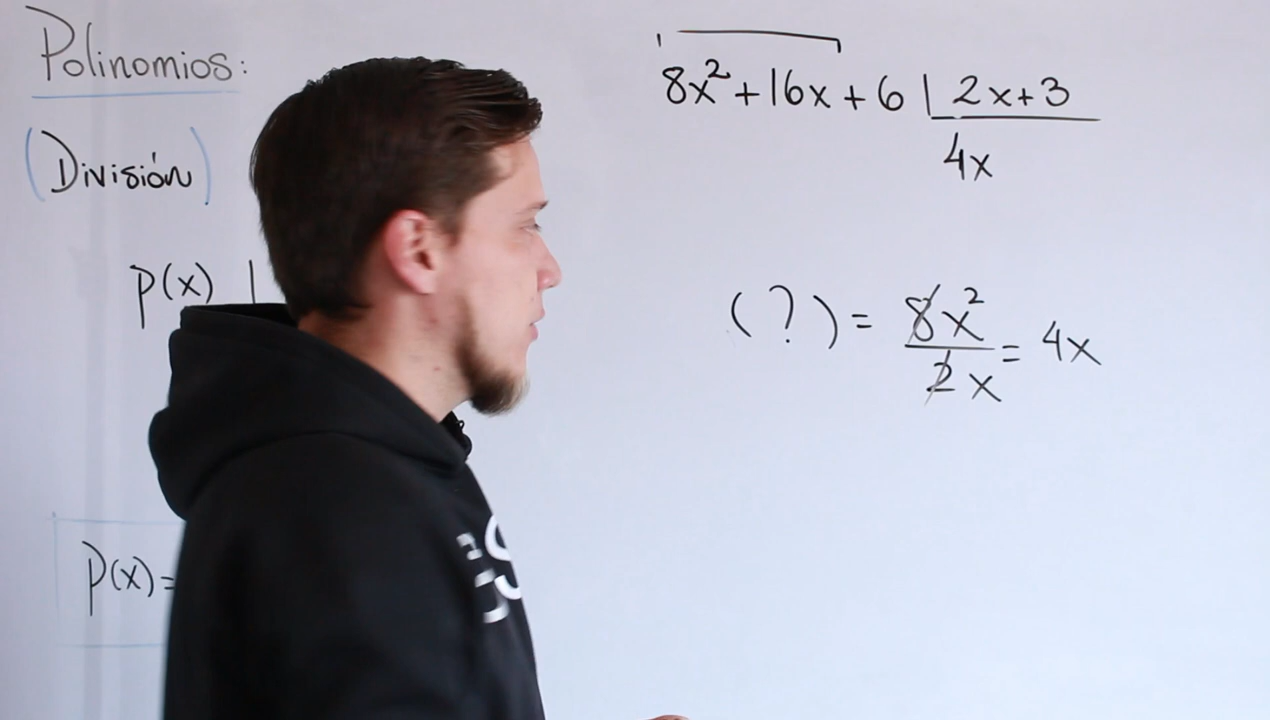 Polinomios:
(División)
p(x) |
p(x)=
8x²+16x+6 | 2x+3
4x
(?) = 8x²/2x = 4x